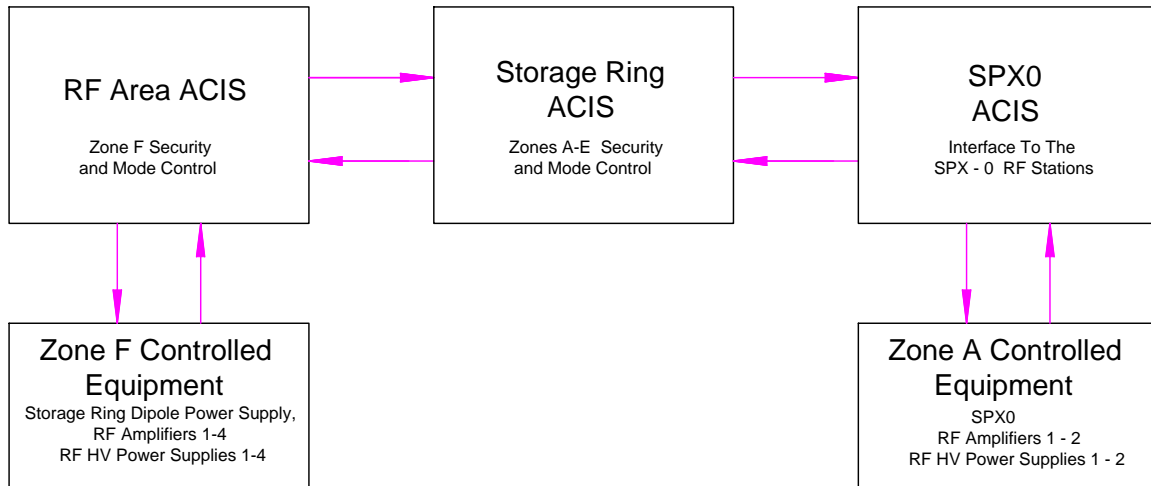 RF Area ACIS
Zone F Security
and Mode Control
Storage Ring
ACIS
Zones A-E Security
and Mode Control
SPX0
ACIS
Interface To The
SPX - 0 RF Stations
Zone F Controlled
Equipment
Storage Ring Dipole Power Supply,
RF Amplifiers 1-4
RF HV Power Supplies 1-4
Zone A Controlled
Equipment
SPX0
RF Amplifiers 1 - 2
RF HV Power Supplies 1 - 2